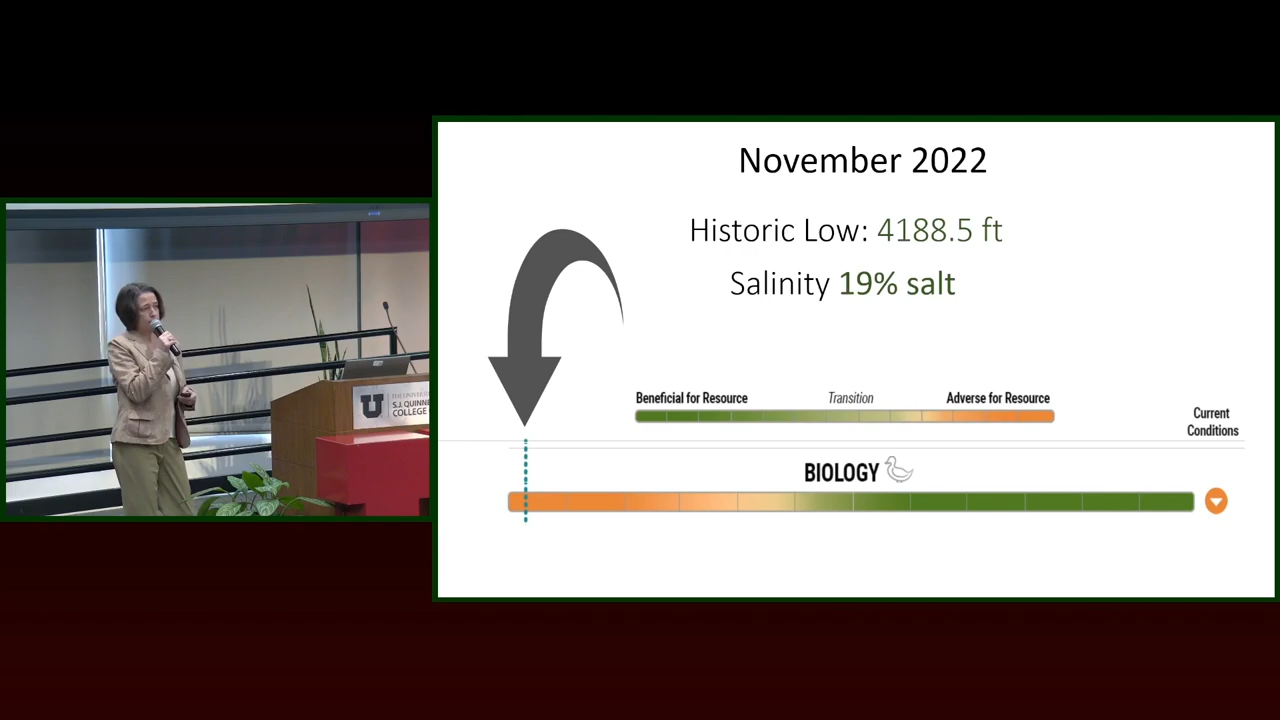 November 2022
Historic Low: 4188.5 ft
Salinity 19% salt
Beneficial for Resource
Transition
Adverse for Resource
Current
Conditions
BIOLOGY
U
S.J. QUINNE
COLLEGE